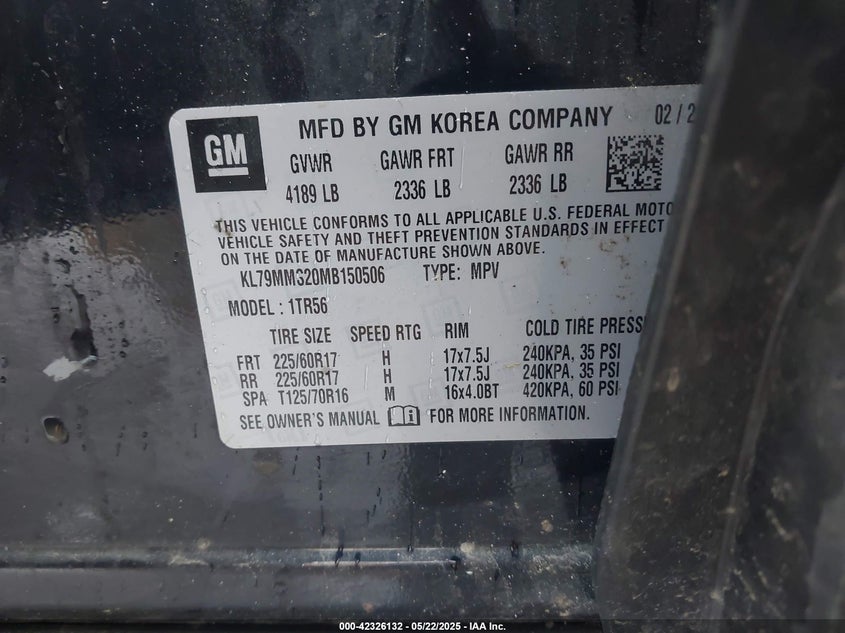 GM
MFD BY GM KOREA COMPANY 02/2
GVWR GAWR FRT GAWR RR
4189 LB 2336 LB 2336 LB
THIS VEHICLE CONFORMS TO ALL APPLICABLE U.S. FEDERAL MOTO
VEHICLE SAFETY AND THEFT PREVENTION STANDARDS IN EFFECT
ON THE DATE OF MANUFACTURE SHOWN ABOVE.
KL79MMS20MB150506 TYPE: MPV
MODEL : 1TR56
TIRE SIZE SPEED RTG RIM COLD TIRE PRESS
FRT 225/60R17 H 17x7.5J 240KPA, 35 PSI
RR 225/60R17 H 17x7.5J 240KPA, 35 PSI
SPA T125/70R16 M 16x4.0BT 420KPA, 60 PSI
SEE OWNER'S MANUAL FOR MORE INFORMATION.
000-42326132 - 05/22/2025 - IAA Inc.